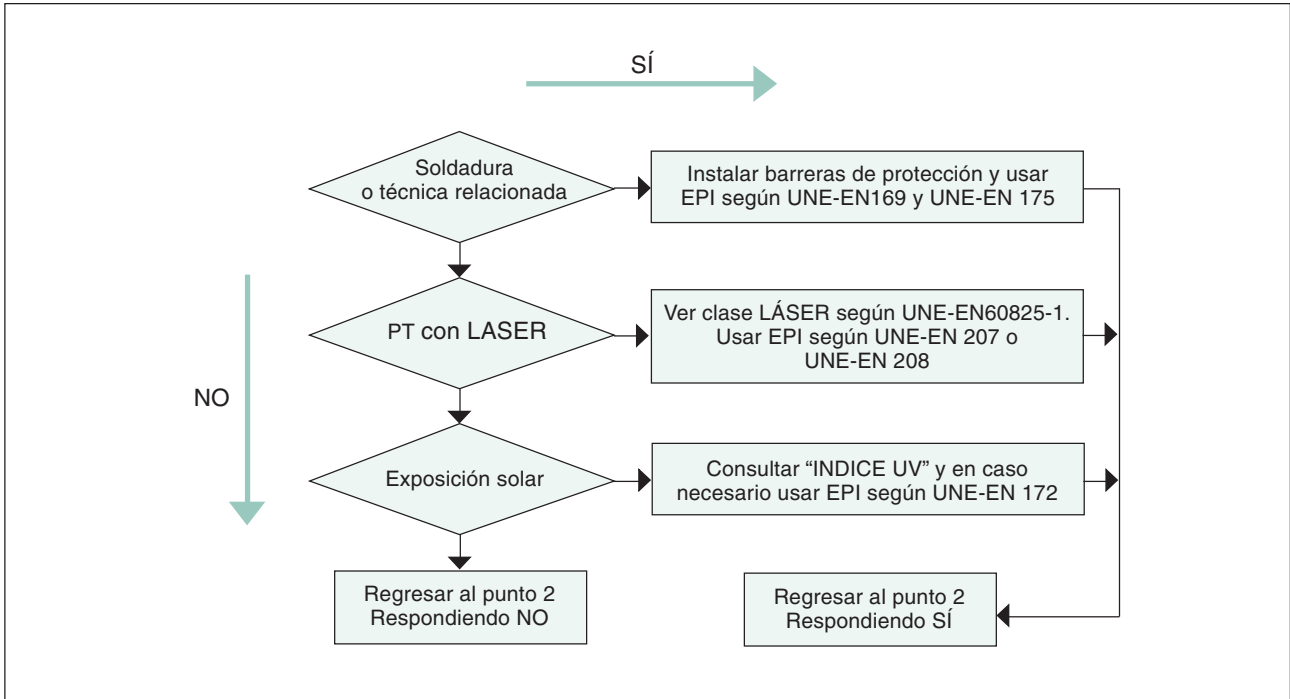 SÍ
Soldadura
o técnica relacionada
Instalar barreras de protección y usar
EPI según UNE-EN169 y UNE-EN 175
PT con LASER
Ver clase LÁSER según UNE-EN60825-1.
Usar EPI según UNE-EN 207 o
UNE-EN 208
NO
Exposición solar
Consultar “INDICE UV” y en caso
necesario usar EPI según UNE-EN 172
Regresar al punto 2
Respondiendo NO
Regresar al punto 2
Respondiendo SÍ